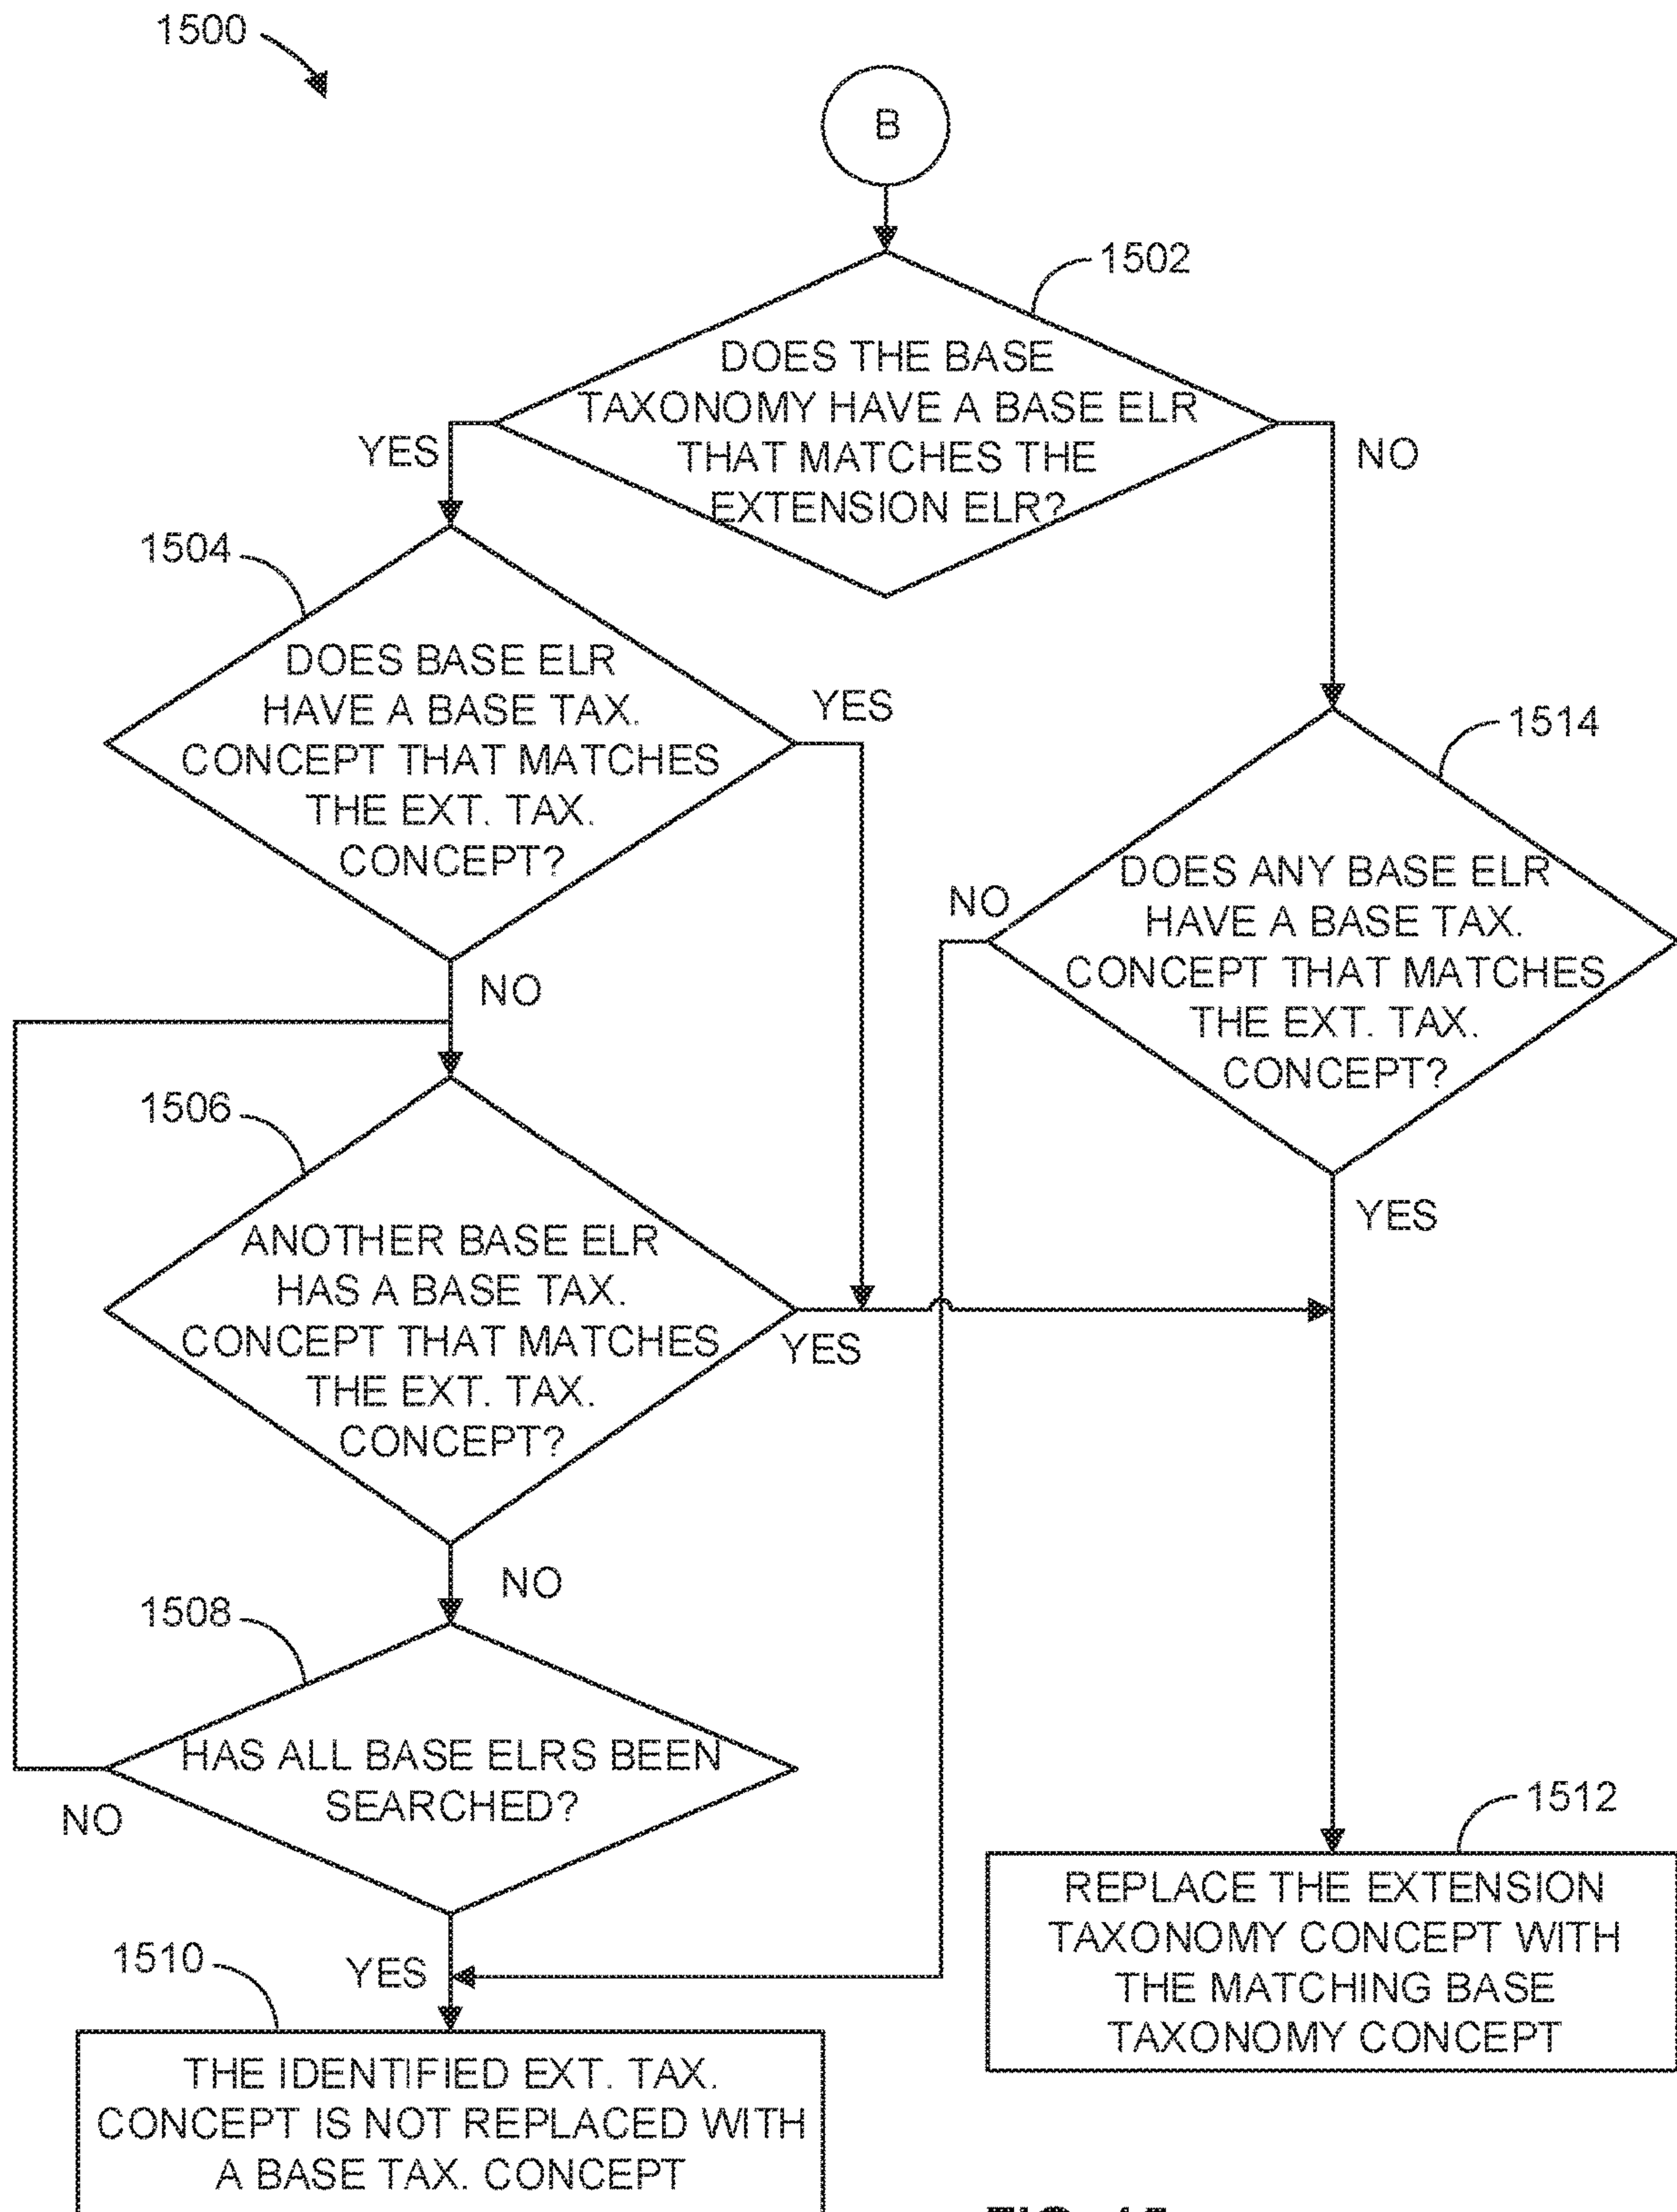 1500
B
1502
DOES THE BASE
TAXONOMY HAVE A BASE ELR
THAT MATCHES THE
EXTENSION ELR?
YES
NO
1504
DOES BASE ELR
HAVE A BASE TAX.
CONCEPT THAT MATCHES
THE EXT. TAX.
CONCEPT?
YES
NO
1514
DOES ANY BASE ELR
HAVE A BASE TAX.
CONCEPT THAT MATCHES
THE EXT. TAX.
CONCEPT?
NO
YES
1506
ANOTHER BASE ELR
HAS A BASE TAX.
CONCEPT THAT MATCHES
THE EXT. TAX.
CONCEPT?
YES
NO
1508
HAS ALL BASE ELRS BEEN
SEARCHED?
NO
YES
1510
THE IDENTIFIED EXT. TAX.
CONCEPT IS NOT REPLACED WITH
A BASE TAX. CONCEPT
1512
REPLACE THE EXTENSION
TAXONOMY CONCEPT WITH
THE MATCHING BASE
TAXONOMY CONCEPT